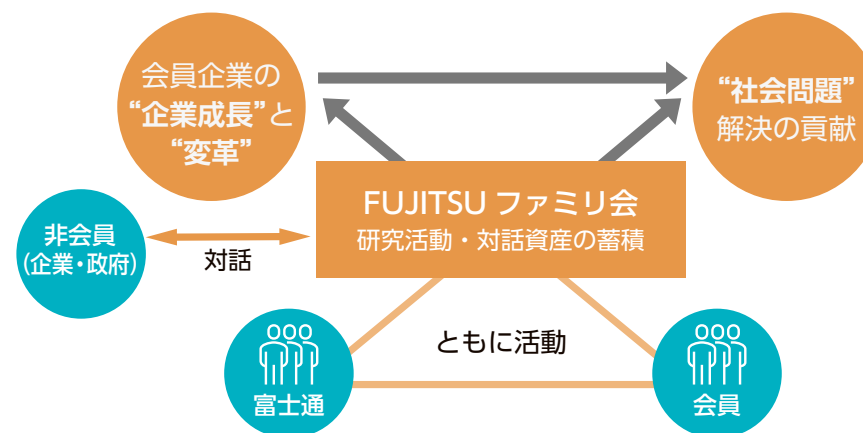 会員企業の
“企業成長”と
“変革”
“社会問題”
解決の貢献
FUJITSU ファミリ会
研究活動・対話資産の蓄積
非会員
(企業・政府)
対話
ともに活動
富士通
会員